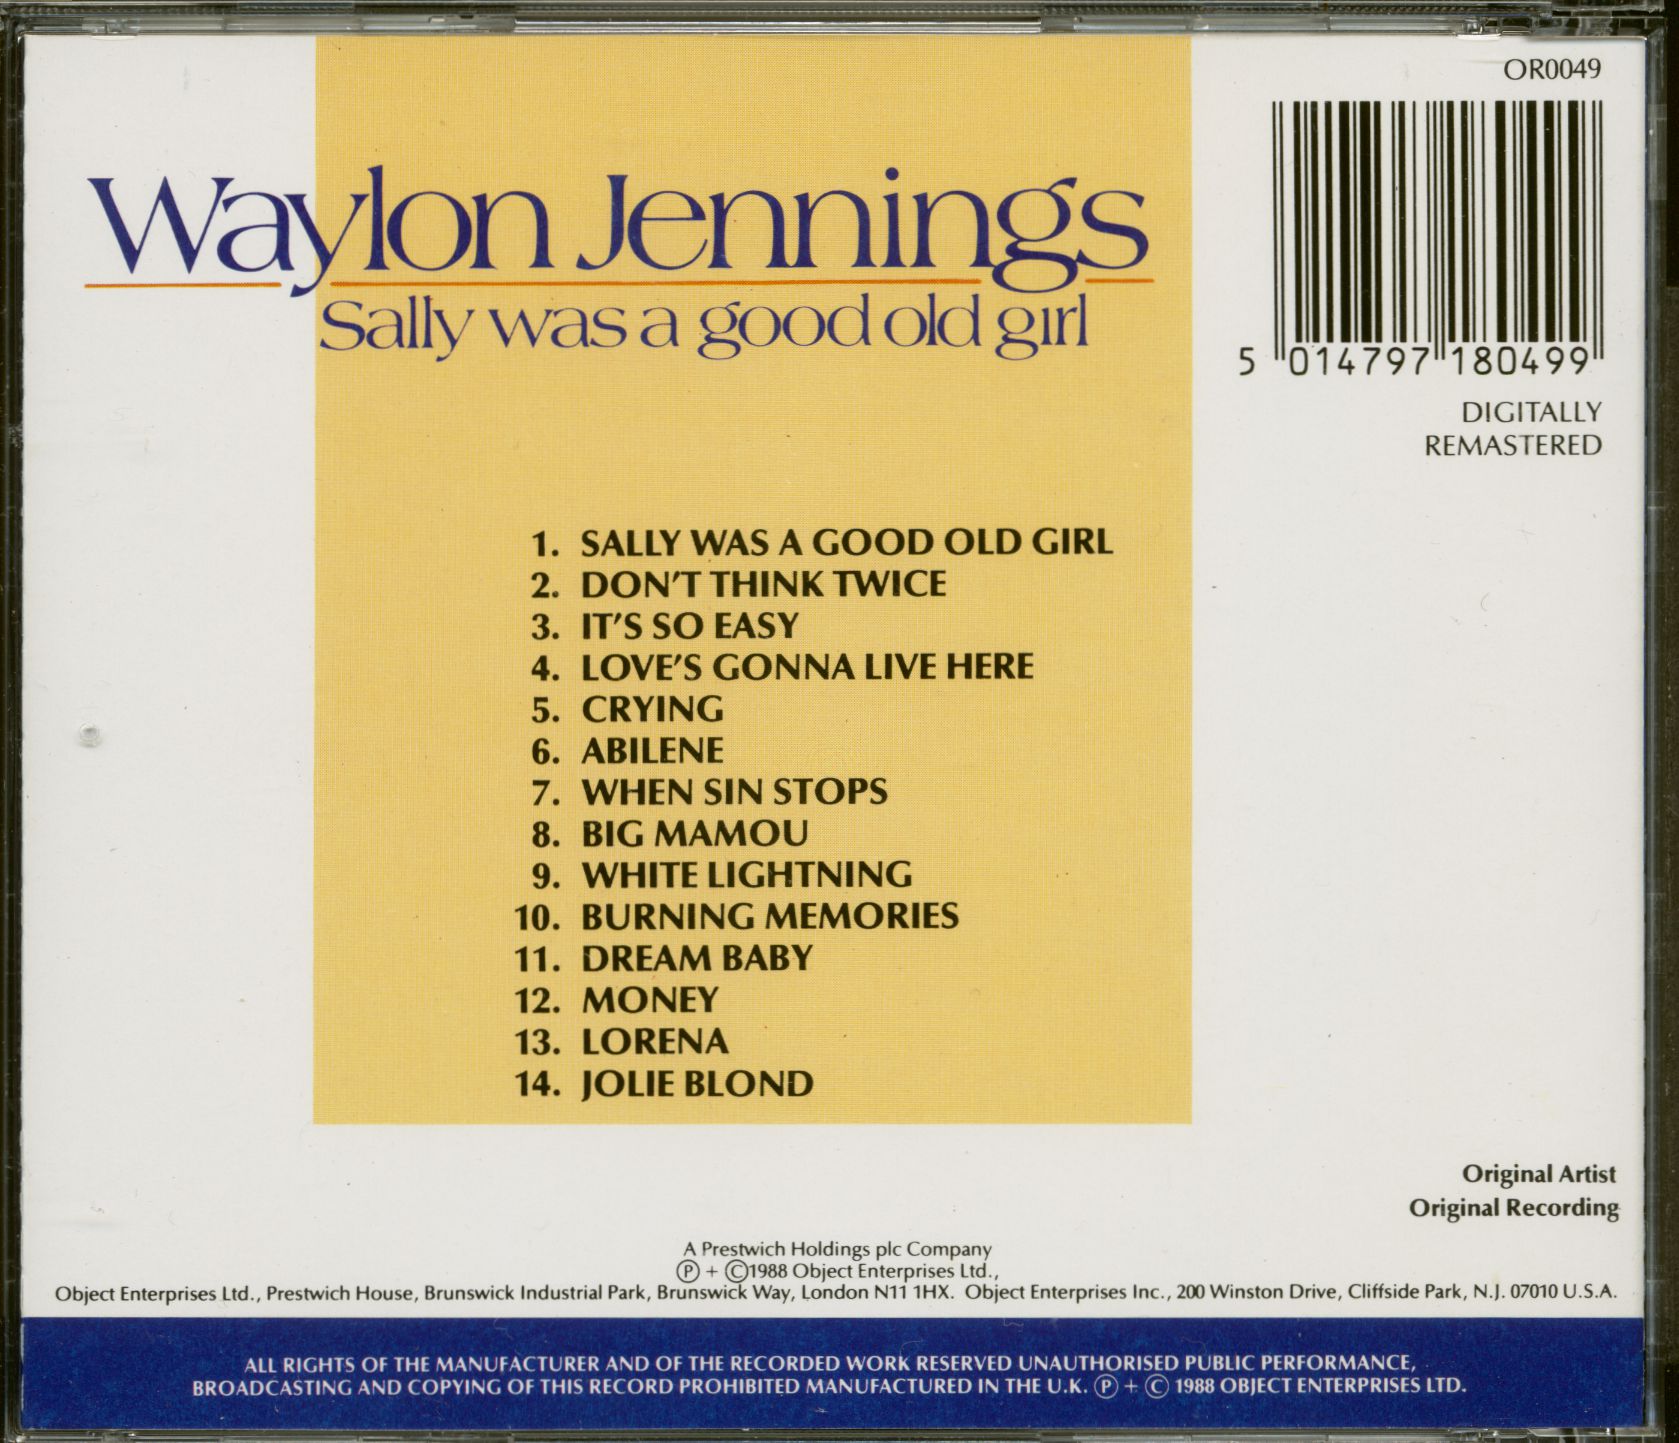 OR0049
Waylon Jennings
Sally was a good old girl
5 014797 180499
DIGITALLY
REMASTERED
1. SALLY WAS A GOOD OLD GIRL
2. DON'T THINK TWICE
3. IT'S SO EASY
4. LOVE'S GONNA LIVE HERE
5. CRYING
6. ABILENE
7. WHEN SIN STOPS
8. BIG MAMOU
9. WHITE LIGHTNING
10. BURNING MEMORIES
11. DREAM BABY
12. MONEY
13. LORENA
14. JOLIE BLOND
Original Artist
Original Recording
A Prestwich Holdings plc Company
Ⓟ + ©1988 Object Enterprises Ltd.,
Object Enterprises Ltd., Prestwich House, Brunswick Industrial Park, Brunswick Way, London N11 1HX. Object Enterprises Inc., 200 Winston Drive, Cliffside Park, N.J. 07010 U.S.A.
ALL RIGHTS OF THE MANUFACTURER AND OF THE RECORDED WORK RESERVED UNAUTHORISED PUBLIC PERFORMANCE,
BROADCASTING AND COPYING OF THIS RECORD PROHIBITED MANUFACTURED IN THE U.K. Ⓟ + © 1988 OBJECT ENTERPRISES LTD.